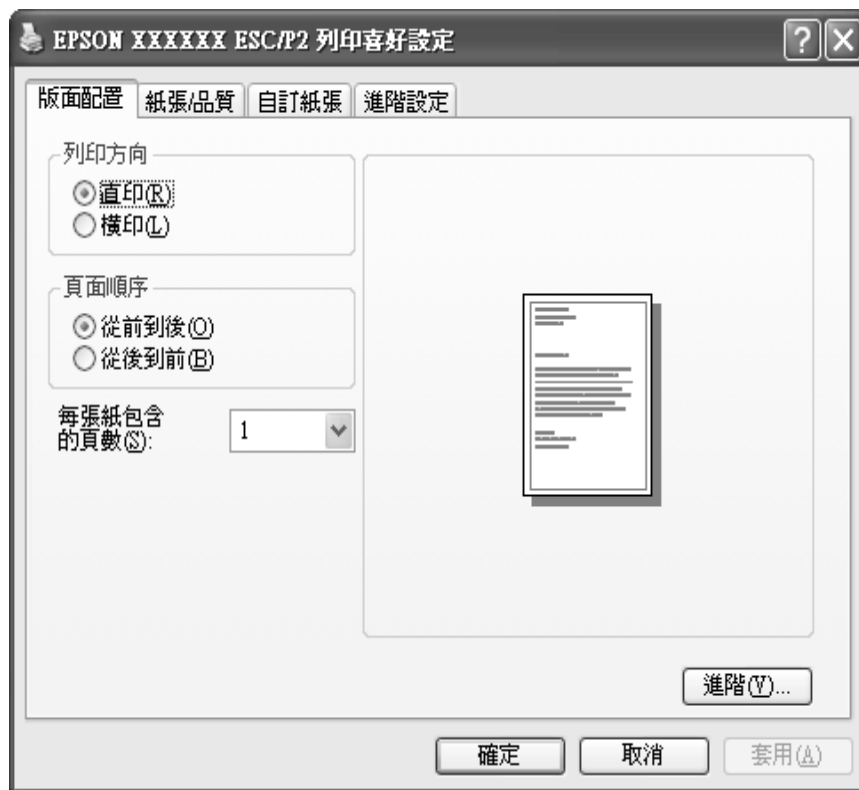 EPSON XXXXXX ESC/P2 列印喜好設定
版面配置 紙張/品質 自訂紙張 進階設定
列印方向
直印(R)
橫印(L)
頁面順序
從前到後(O)
從後到前(B)
每張紙包含
的頁數(S):
1
進階(V)...
確定 取消 套用(A)